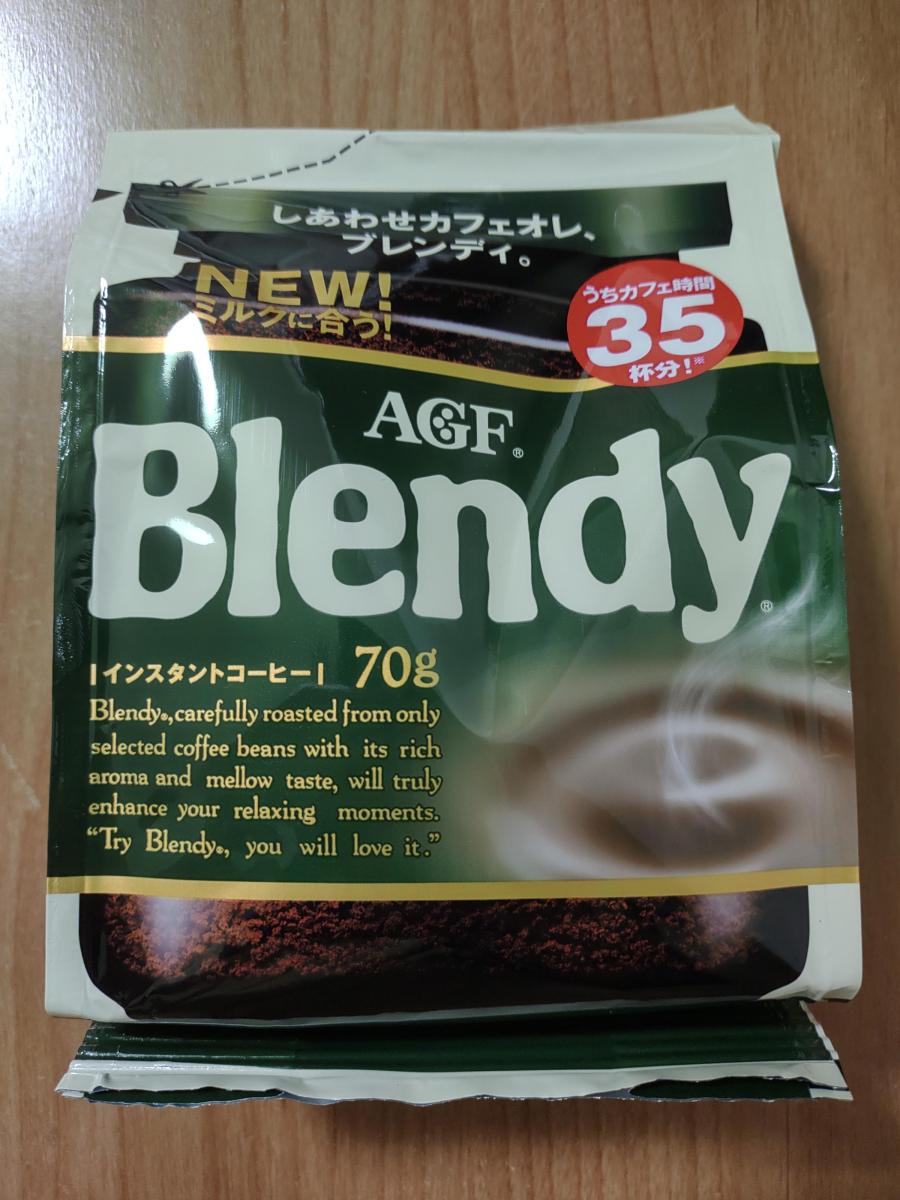 しあわせカフェオレ、
ブレンディ。
NEW!
ミルクに合う!
うちカフェ時間
35
杯分!※
AGF®
Blendy®
インスタントコーヒー 70g
Blendy®, carefully roasted from only
selected coffee beans with its rich
aroma and mellow taste, will truly
enhance your relaxing moments.
“Try Blendy®, you will love it.”